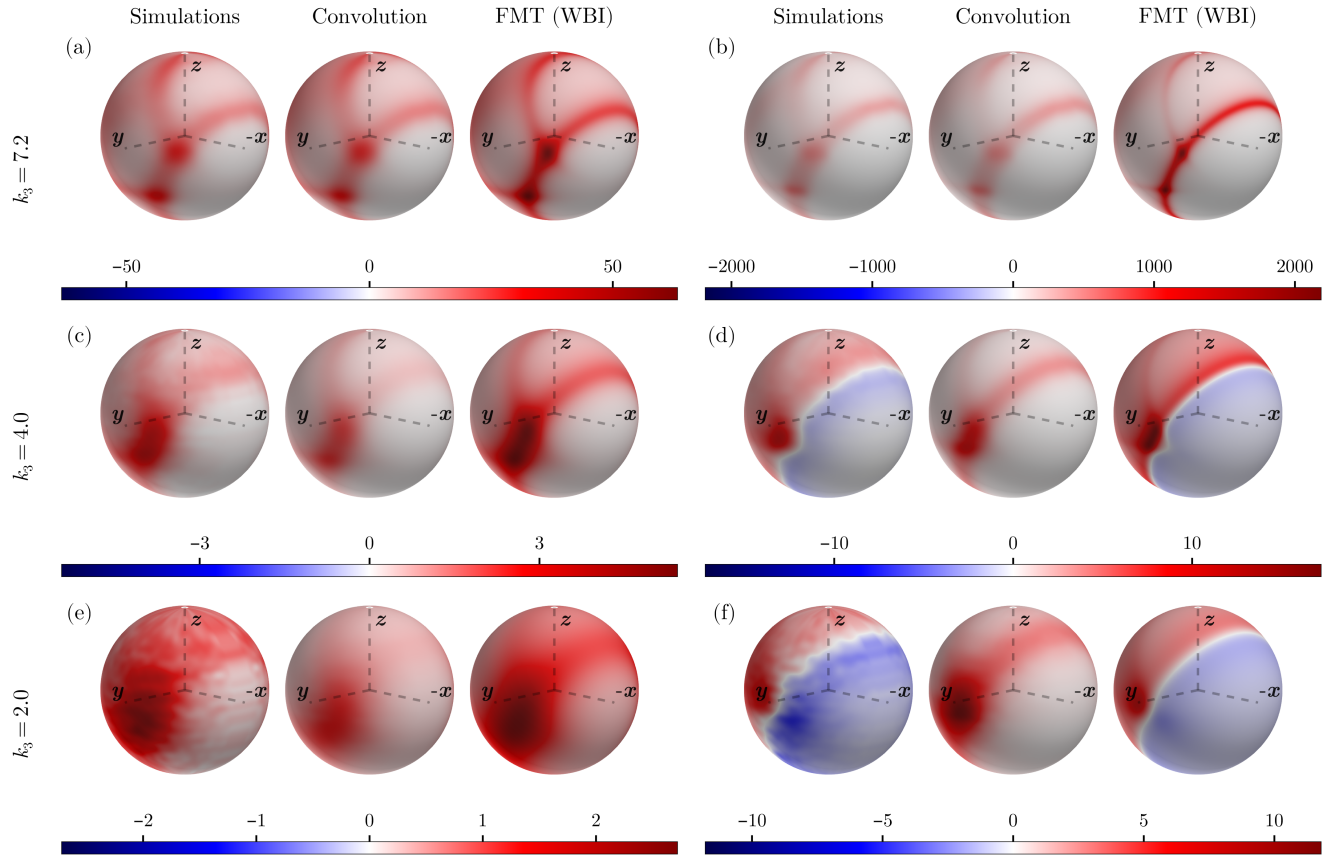 Simulations Convolution FMT (WBI) Simulations Convolution FMT (WBI)
(a) (b)
z z z z z z
y -x y -x y -x y -x y -x y -x
k₃ = 7.2
−50 0 50 −2000 −1000 0 1000 2000
(c) (d)
z z z z z z
y -x y -x y -x y -x y -x y -x
k₃ = 4.0
−3 0 3 −10 0 10
(e) (f)
z z z z z z
y -x y -x y -x y -x y -x y -x
k₃ = 2.0
−2 −1 0 1 2 −10 −5 0 5 10